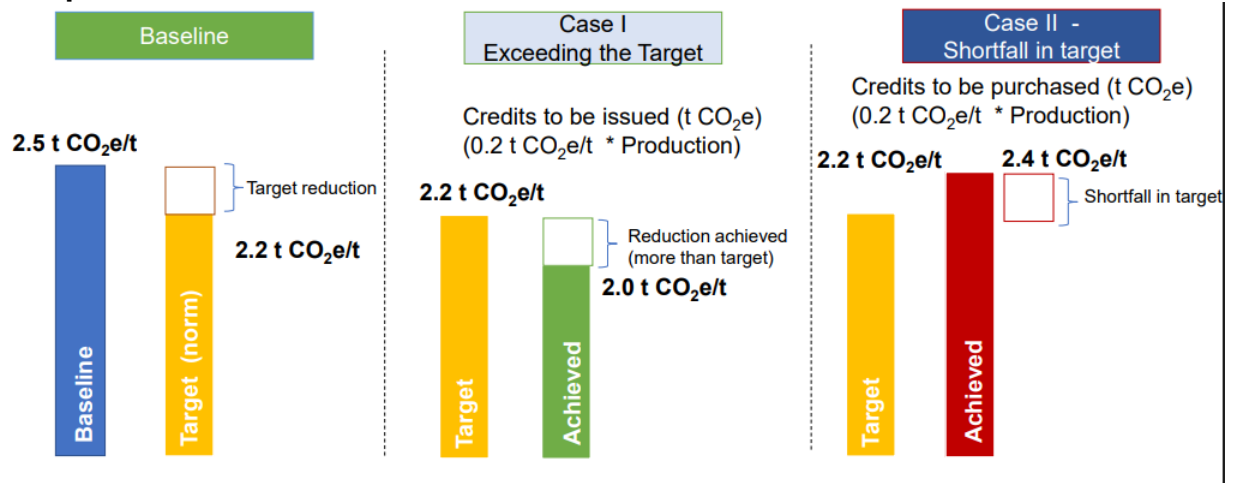 Baseline
2.5 t CO₂e/t
Target reduction
2.2 t CO₂e/t
Baseline
Target (norm)
Case I
Exceeding the Target
Credits to be issued (t CO₂e)
(0.2 t CO₂e/t * Production)
2.2 t CO₂e/t
Reduction achieved
(more than target)
2.0 t CO₂e/t
Target
Achieved
Case II -
Shortfall in target
Credits to be purchased (t CO₂e)
(0.2 t CO₂e/t * Production)
2.2 t CO₂e/t
2.4 t CO₂e/t
Shortfall in target
Target
Achieved